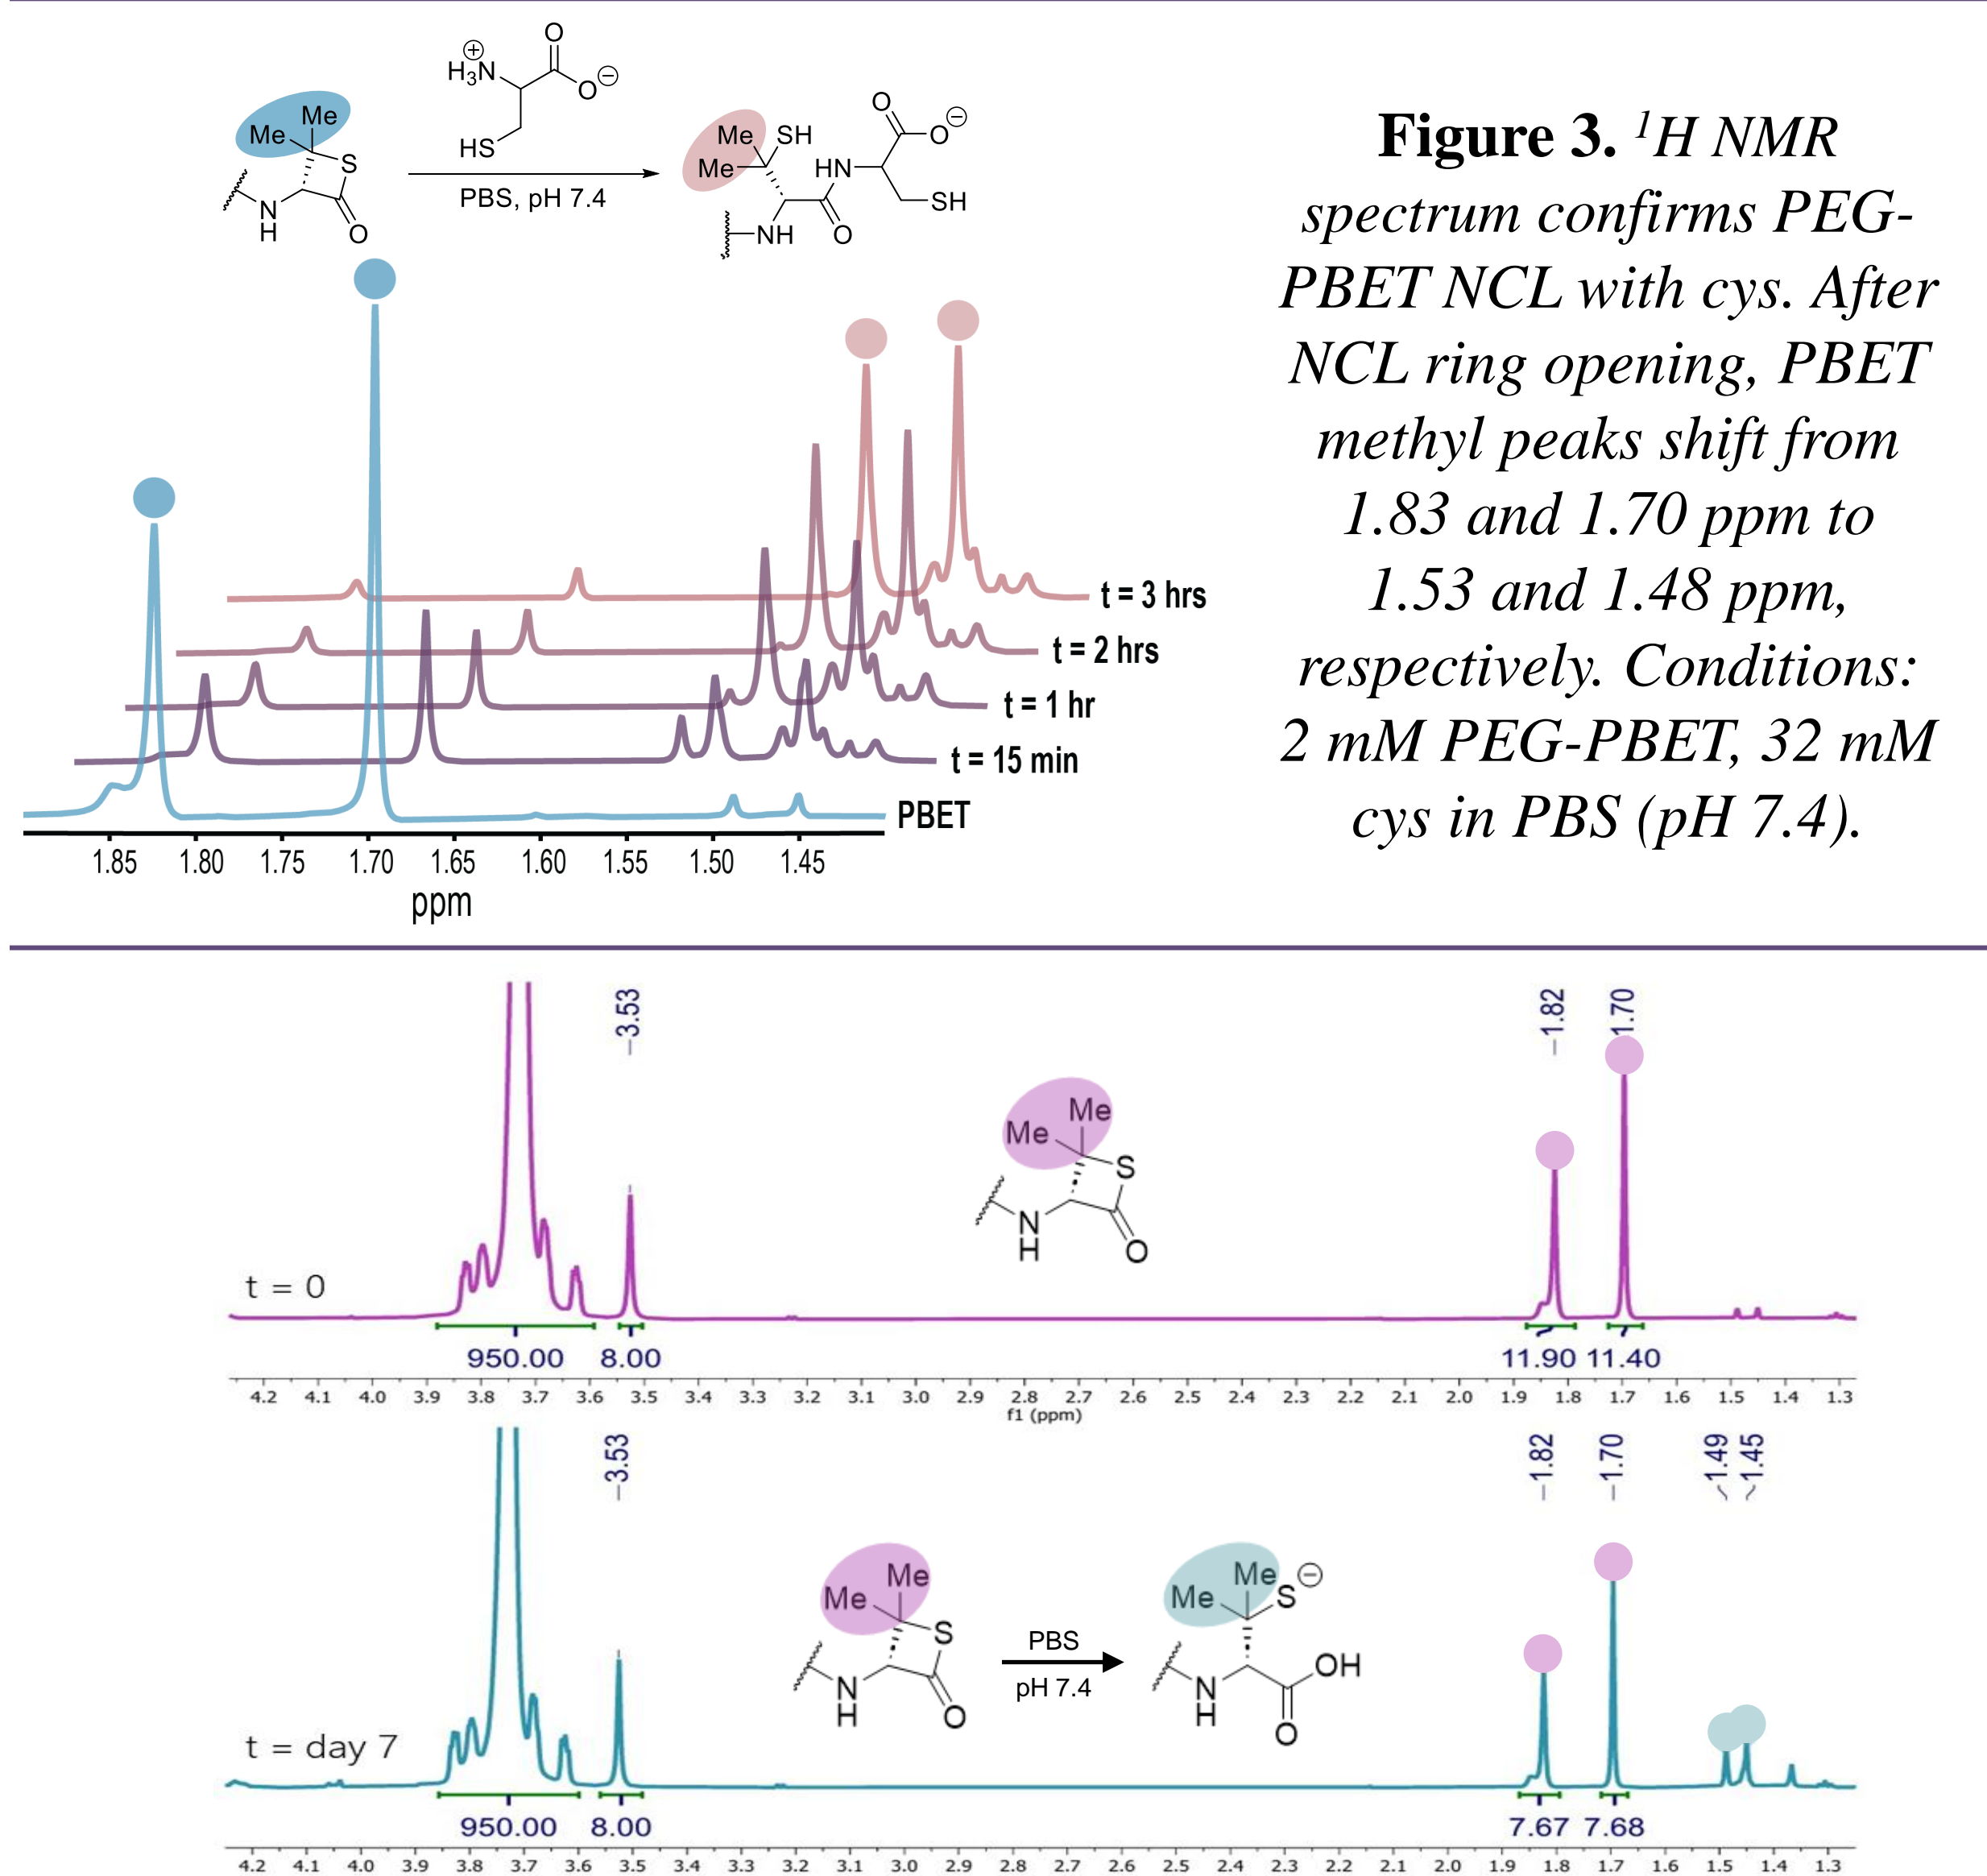 O
⊕
H₃N
O⊖
HS
PBS, pH 7.4
Me
Me
S
N
H
O
Me
SH
Me
HN
O
O⊖
SH
NH
O
Figure 3. ¹H NMR
spectrum confirms PEG-
PBET NCL with cys. After
NCL ring opening, PBET
methyl peaks shift from
1.83 and 1.70 ppm to
1.53 and 1.48 ppm,
respectively. Conditions:
2 mM PEG-PBET, 32 mM
cys in PBS (pH 7.4).
t = 3 hrs
t = 2 hrs
t = 1 hr
t = 15 min
PBET
1.85 1.80 1.75 1.70 1.65 1.60 1.55 1.50 1.45
ppm
3.53 1.82 1.70
Me
Me
S
N
H
O
t = 0
950.00 8.00 11.90 11.40
4.2 4.1 4.0 3.9 3.8 3.7 3.6 3.5 3.4 3.3 3.2 3.1 3.0 2.9 2.8 2.7 2.6 2.5 2.4 2.3 2.2 2.1 2.0 1.9 1.8 1.7 1.6 1.5 1.4 1.3
f1 (ppm)
3.53 1.82 1.70 1.49 1.45
Me
Me
S
N
H
O
PBS
pH 7.4
Me
Me
S⊖
N
H
OH
O
t = day 7
950.00 8.00 7.67 7.68
4.2 4.1 4.0 3.9 3.8 3.7 3.6 3.5 3.4 3.3 3.2 3.1 3.0 2.9 2.8 2.7 2.6 2.5 2.4 2.3 2.2 2.1 2.0 1.9 1.8 1.7 1.6 1.5 1.4 1.3